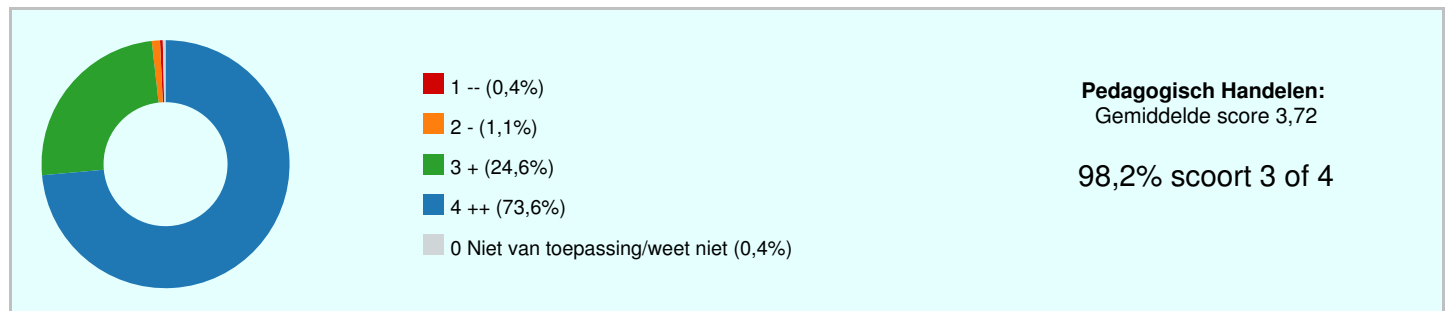 1 -- (0,4%)
2 - (1,1%)
3 + (24,6%)
4 ++ (73,6%)
0 Niet van toepassing/weet niet (0,4%)
Pedagogisch Handelen:
Gemiddelde score 3,72
98,2% scoort 3 of 4